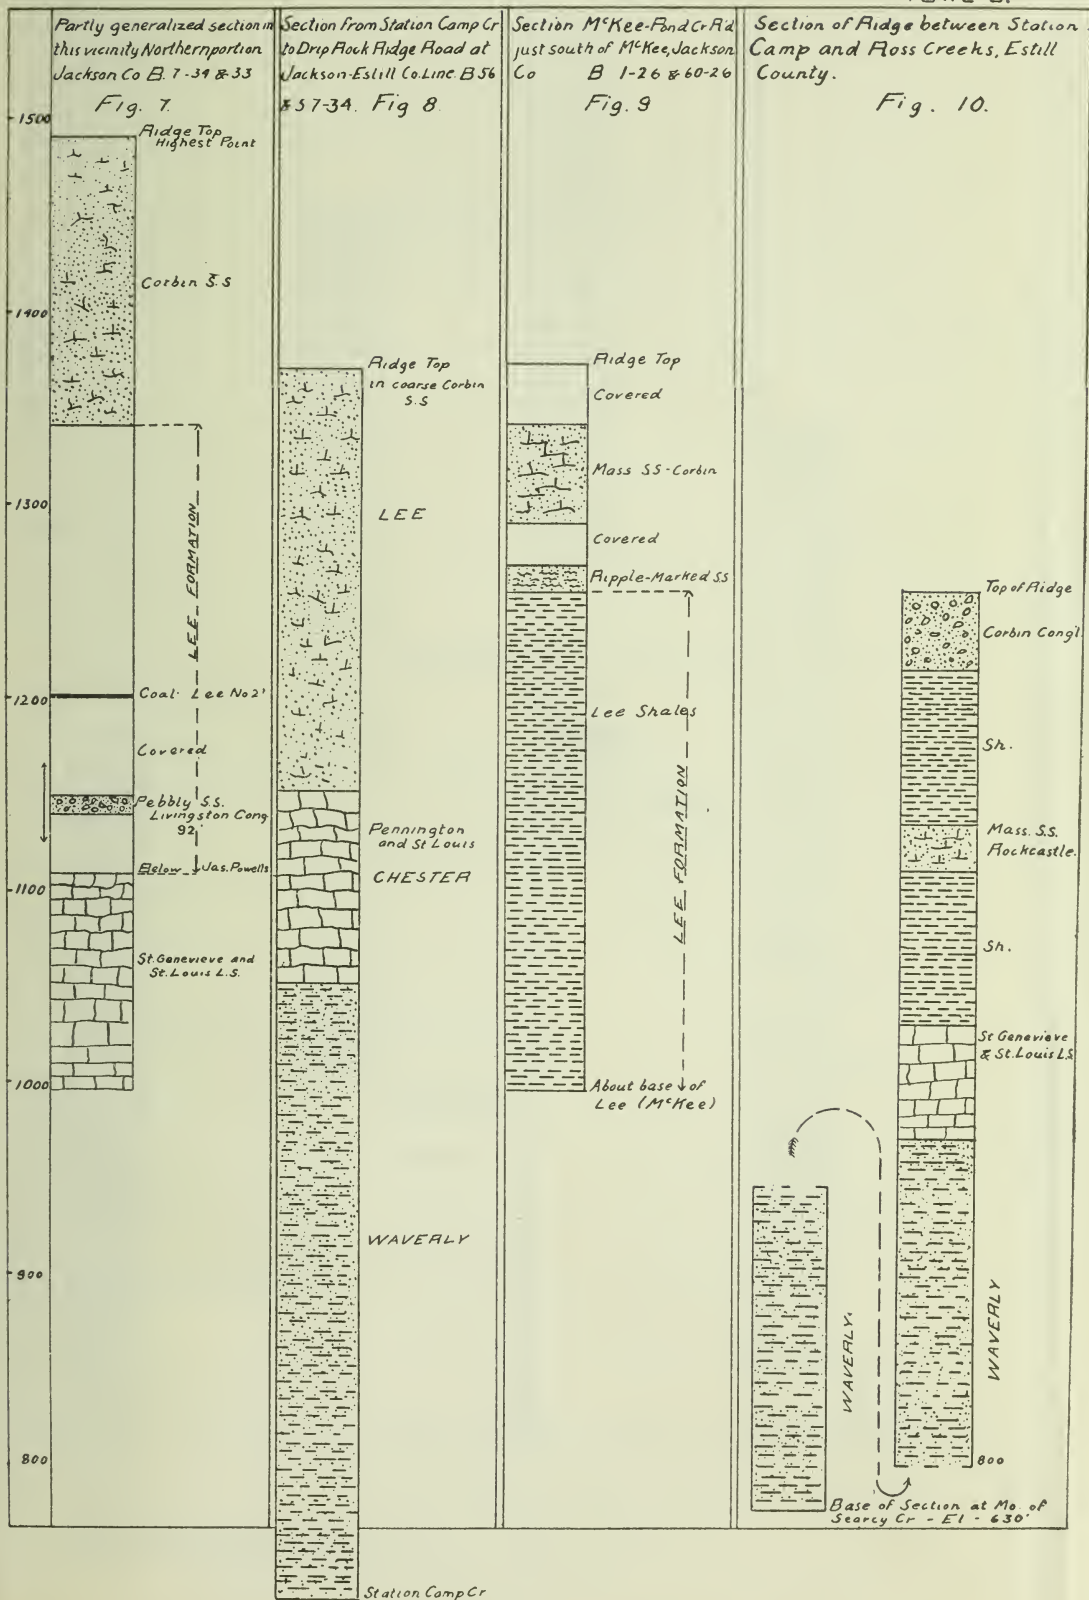 Partly generalized section in
this vicinity Northern portion
Jackson Co B. 7-34 & 33
Fig. 7.
Section from Station Camp Cr
to Drip Rock Ridge Road at
Jackson-Estill Co. Line. B 56
& 57-34. Fig 8
Section McKee-Pond Cr Rd
just south of McKee, Jackson
Co B 1-26 & 60-26
Fig. 9
Section of Ridge between Station
Camp and Ross Creeks, Estill
County.
Fig. 10.
1500
1400
1300
1200
1100
1000
900
800
Ridge Top
Highest Point
Corbin S.S
LEE FORMATION
Coal Lee No 2'
Covered
Pebbly S.S.
Livingston Cong
92'
Below Jas. Powells
St. Genevieve and
St. Louis L.S.
Ridge Top
in coarse Corbin
S.S
LEE
Pennington
and St Louis
CHESTER
WAVERLY
Station Camp Cr
Ridge Top
Covered
Mass SS-Corbin
Covered
Ripple-Marked SS
Lee Shales
LEE FORMATION
About base of
Lee (McKee)
Top of Ridge
Corbin Congl.
Sh.
Mass. S.S.
Rockcastle.
Sh.
St Genevieve
& St. Louis LS
WAVERLY
WAVERLY.
800
Base of Section at Mo. of
Searcy Cr - El - 630'